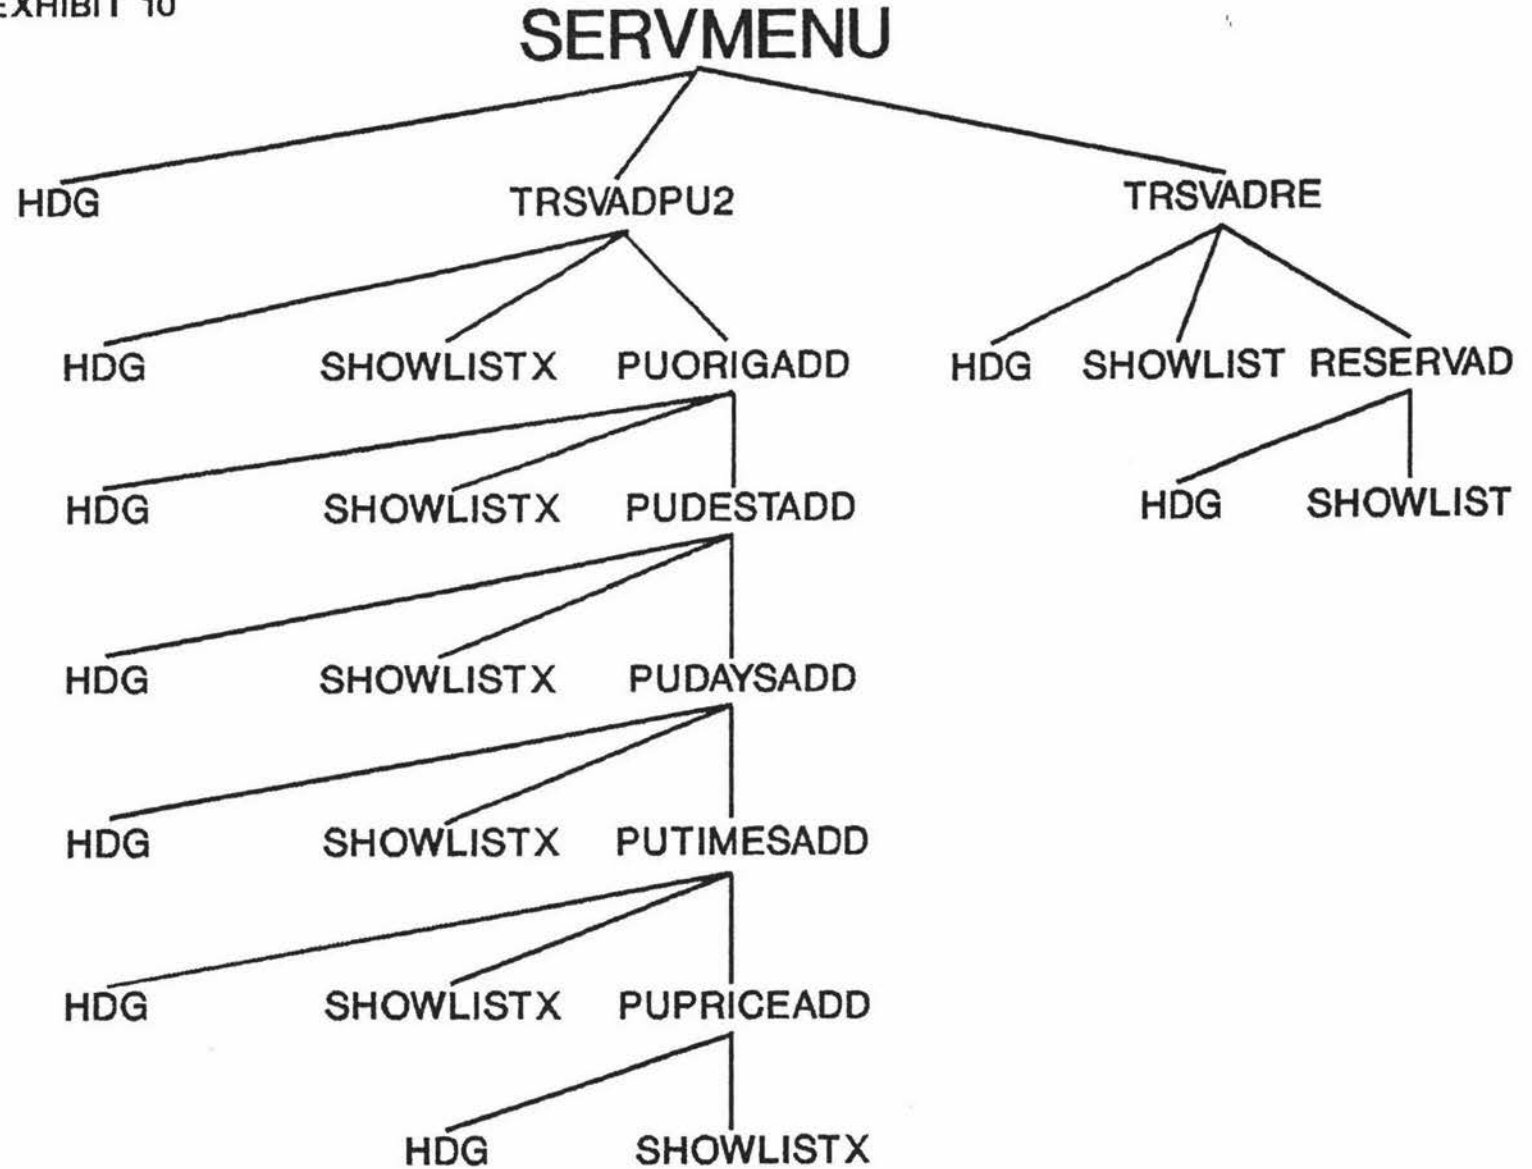 EXHIBIT 10
SERVMENU
HDG TRSVADPU2 TRSVADRE
HDG SHOWLISTX PUORIGADD HDG SHOWLIST RESERVAD
HDG SHOWLISTX PUDESTADD HDG SHOWLIST
HDG SHOWLISTX PUDAYSADD
HDG SHOWLISTX PUTIMESADD
HDG SHOWLISTX PUPRICEADD
HDG SHOWLISTX